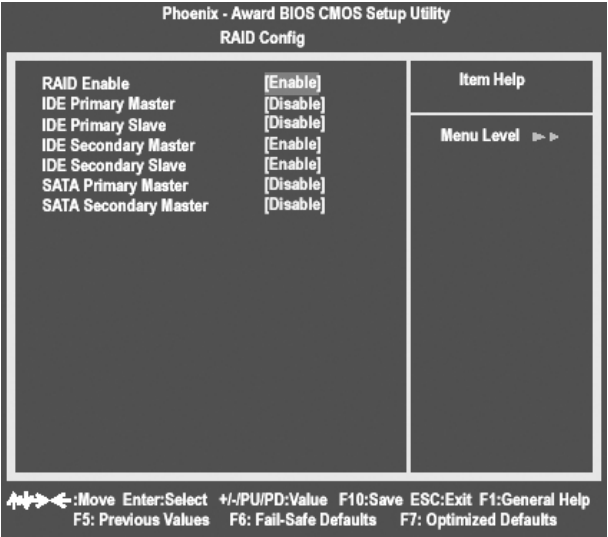 Phoenix - Award BIOS CMOS Setup Utility
RAID Config
RAID Enable [Enable]
IDE Primary Master [Disable]
IDE Primary Slave [Disable]
IDE Secondary Master [Enable]
IDE Secondary Slave [Enable]
SATA Primary Master [Disable]
SATA Secondary Master [Disable]
Item Help
Menu Level
:Move Enter:Select +/-/PU/PD:Value F10:Save ESC:Exit F1:General Help
F5: Previous Values F6: Fail-Safe Defaults F7: Optimized Defaults